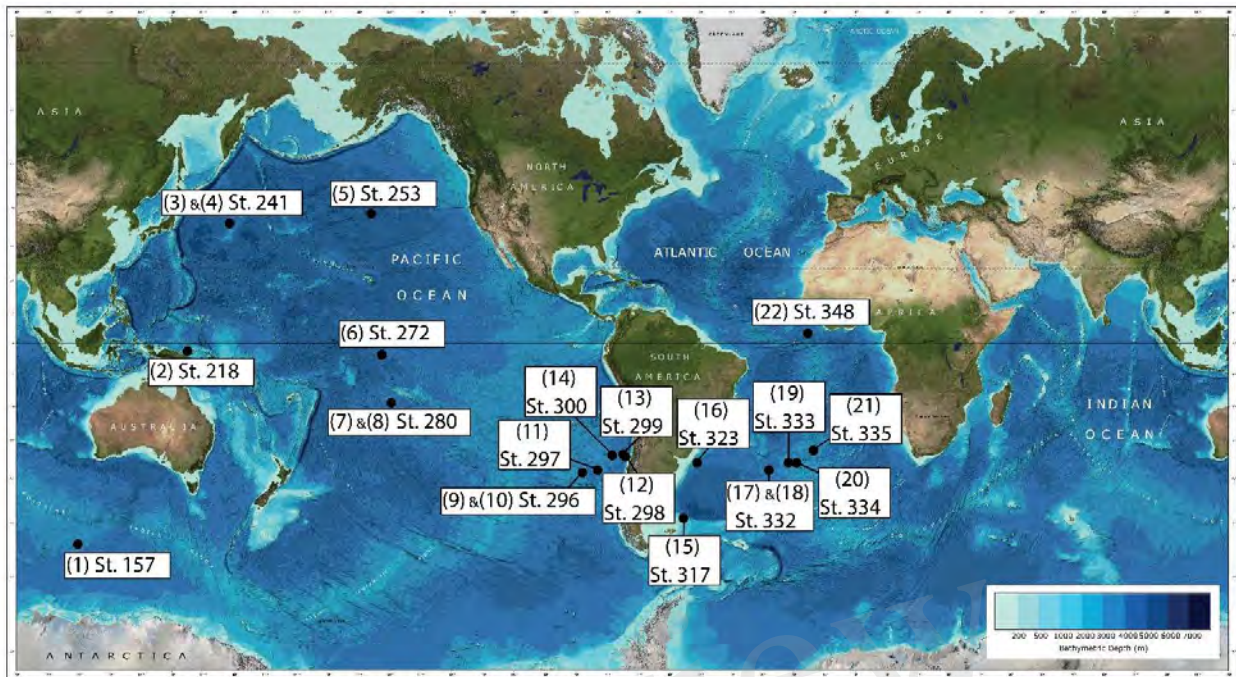 GREENLAND
ARCTIC OCEAN
ASIA
EUROPE
ASIA
NORTH
AMERICA
(3) &(4) St. 241
(5) St. 253
PACIFIC
OCEAN
ATLANTIC OCEAN
(22) St. 348
AFRICA
(6) St. 272
(2) St. 218
SOUTH
AMERICA
(14)
St. 300
(13)
St. 299
(16)
St. 323
(19)
St. 333
(21)
St. 335
INDIAN
OCEAN
AUSTRALIA
(7) &(8) St. 280
(11)
St. 297
(9) &(10) St. 296
(12)
St. 298
(17) &(18)
St. 332
(20)
St. 334
(15)
St. 317
(1) St. 157
ANTARCTICA
200 500 1000 2000 3000 4000 5000 6000 7000
Bathymetric Depth (m)